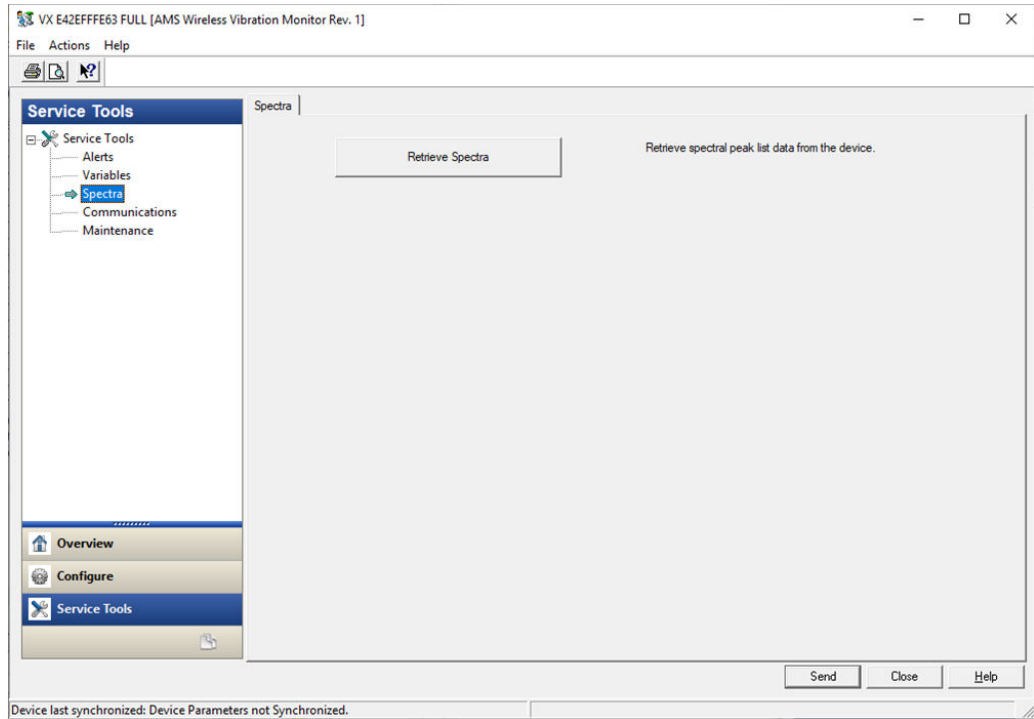 VX E42EFFFE63 FULL [AMS Wireless Vibration Monitor Rev. 1]
File Actions Help
Service Tools
Service Tools
Alerts
Variables
Spectra
Communications
Maintenance
Overview
Configure
Service Tools
Spectra
Retrieve Spectra
Retrieve spectral peak list data from the device.
Send Close Help
Device last synchronized: Device Parameters not Synchronized.